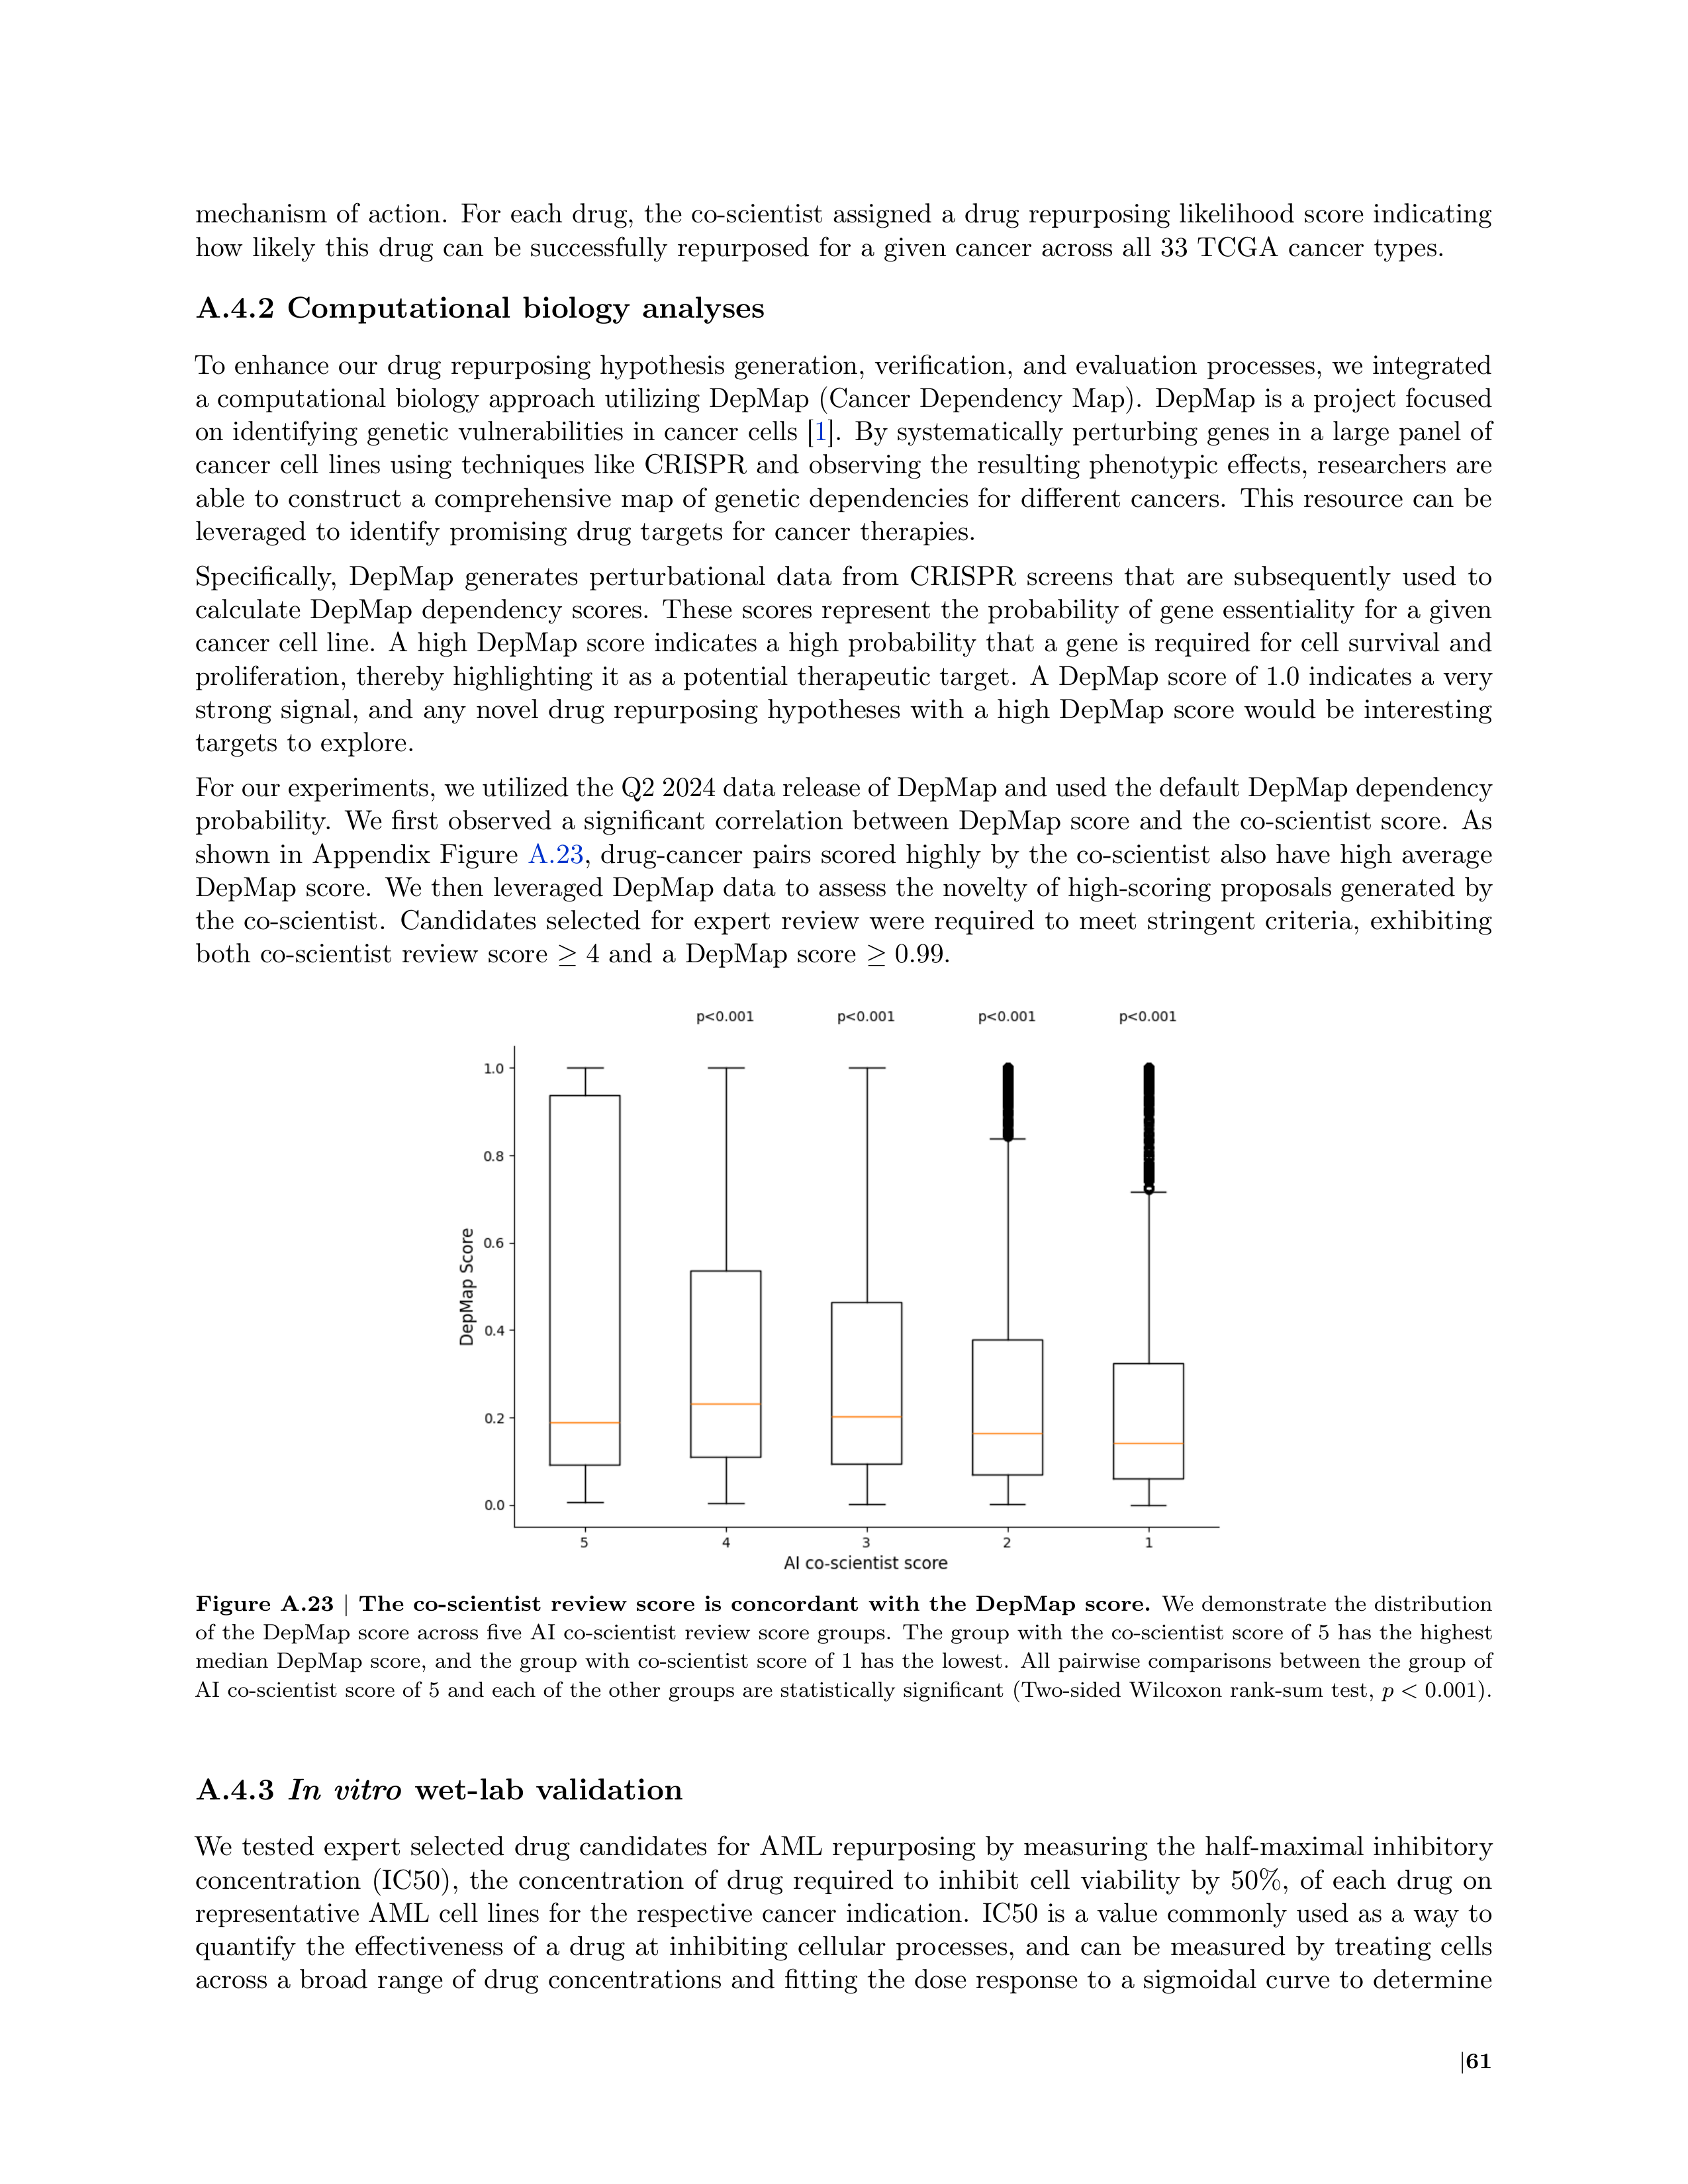 mechanism of action. For each drug, the co-scientist assigned a drug repurposing likelihood score indicating
how likely this drug can be successfully repurposed for a given cancer across all 33 TCGA cancer types.
A.4.2 Computational biology analyses
To enhance our drug repurposing hypothesis generation, verification, and evaluation processes, we integrated
a computational biology approach utilizing DepMap (Cancer Dependency Map). DepMap is a project focused
on identifying genetic vulnerabilities in cancer cells [1]. By systematically perturbing genes in a large panel of
cancer cell lines using techniques like CRISPR and observing the resulting phenotypic effects, researchers are
able to construct a comprehensive map of genetic dependencies for different cancers. This resource can be
leveraged to identify promising drug targets for cancer therapies.
Specifically, DepMap generates perturbational data from CRISPR screens that are subsequently used to
calculate DepMap dependency scores. These scores represent the probability of gene essentiality for a given
cancer cell line. A high DepMap score indicates a high probability that a gene is required for cell survival and
proliferation, thereby highlighting it as a potential therapeutic target. A DepMap score of 1.0 indicates a very
strong signal, and any novel drug repurposing hypotheses with a high DepMap score would be interesting
targets to explore.
For our experiments, we utilized the Q2 2024 data release of DepMap and used the default DepMap dependency
probability. We first observed a significant correlation between DepMap score and the co-scientist score. As
shown in Appendix Figure A.23, drug-cancer pairs scored highly by the co-scientist also have high average
DepMap score. We then leveraged DepMap data to assess the novelty of high-scoring proposals generated by
the co-scientist. Candidates selected for expert review were required to meet stringent criteria, exhibiting
both co-scientist review score ≥ 4 and a DepMap score ≥ 0.99.
p<0.001 p<0.001 p<0.001 p<0.001
1.0
0.8
0.6
0.4
0.2
0.0
DepMap Score
5 4 3 2 1
AI co-scientist score
Figure A.23 | The co-scientist review score is concordant with the DepMap score. We demonstrate the distribution
of the DepMap score across five AI co-scientist review score groups. The group with the co-scientist score of 5 has the highest
median DepMap score, and the group with co-scientist score of 1 has the lowest. All pairwise comparisons between the group of
AI co-scientist score of 5 and each of the other groups are statistically significant (Two-sided Wilcoxon rank-sum test, p < 0.001).
A.4.3 In vitro wet-lab validation
We tested expert selected drug candidates for AML repurposing by measuring the half-maximal inhibitory
concentration (IC50), the concentration of drug required to inhibit cell viability by 50%, of each drug on
representative AML cell lines for the respective cancer indication. IC50 is a value commonly used as a way to
quantify the effectiveness of a drug at inhibiting cellular processes, and can be measured by treating cells
across a broad range of drug concentrations and fitting the dose response to a sigmoidal curve to determine
|61